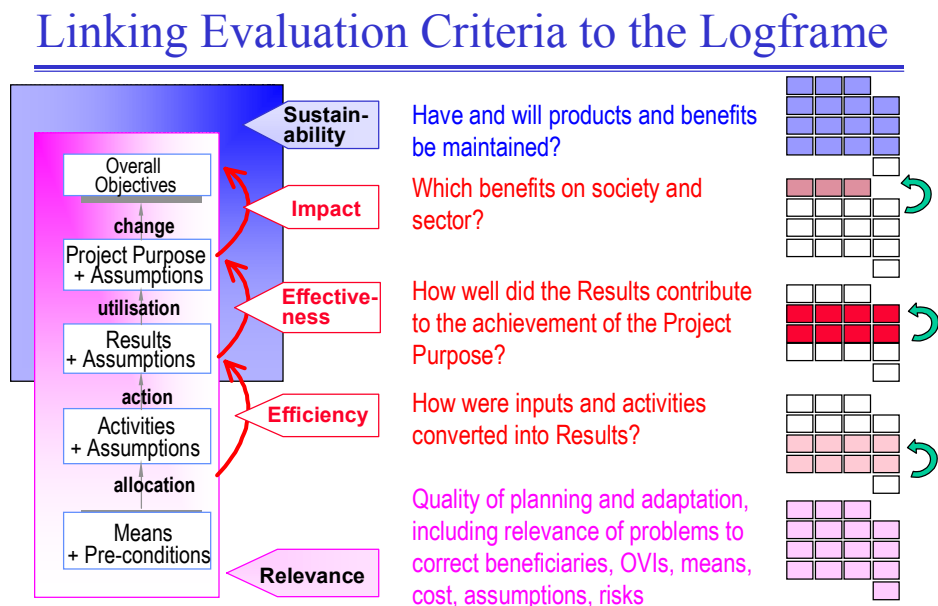 Linking Evaluation Criteria to the Logframe
Sustain-
ability
Have and will products and benefits
be maintained?
Overall
Objectives
Impact
Which benefits on society and
sector?
change
Project Purpose
+ Assumptions
Effective-
ness
How well did the Results contribute
to the achievement of the Project
Purpose?
utilisation
Results
+ Assumptions
action
Efficiency
How were inputs and activities
converted into Results?
Activities
+ Assumptions
allocation
Means
+ Pre-conditions
Relevance
Quality of planning and adaptation,
including relevance of problems to
correct beneficiaries, OVIs, means,
cost, assumptions, risks